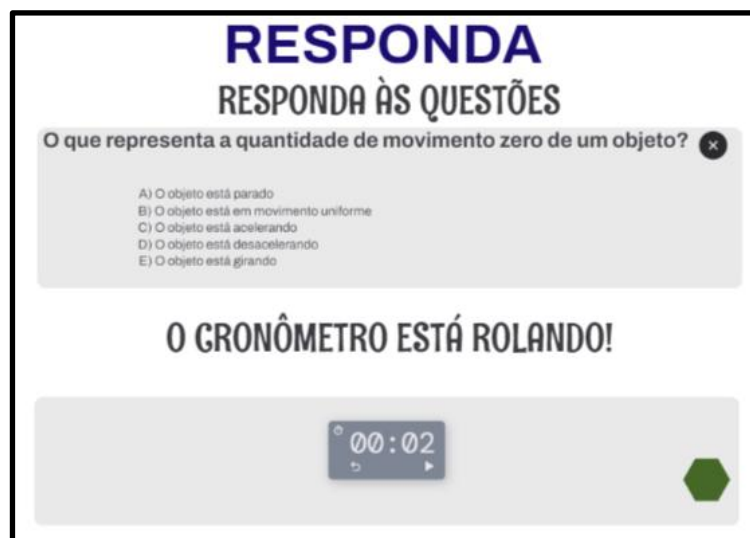 RESPONDA
RESPONDA ÀS QUESTÕES
O que representa a quantidade de movimento zero de um objeto?
A) O objeto está parado
B) O objeto está em movimento uniforme
C) O objeto está acelerando
D) O objeto está desacelerando
E) O objeto está girando
O CRONÔMETRO ESTÁ ROLANDO!
00:02